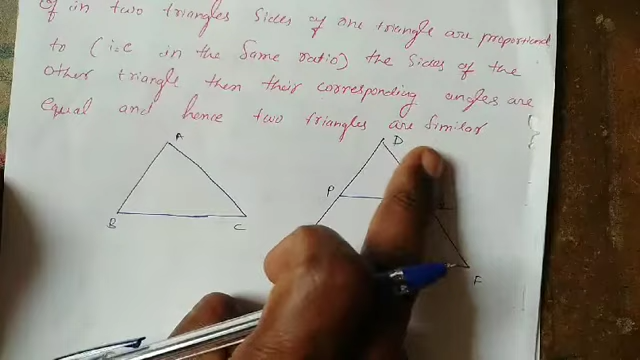 If in two triangles sides of one triangle are proportional
to (i.e in the same ratio) the sides of the
other triangle then their corresponding angles are
equal and hence two triangles are similar
A
D
P
B
C
F